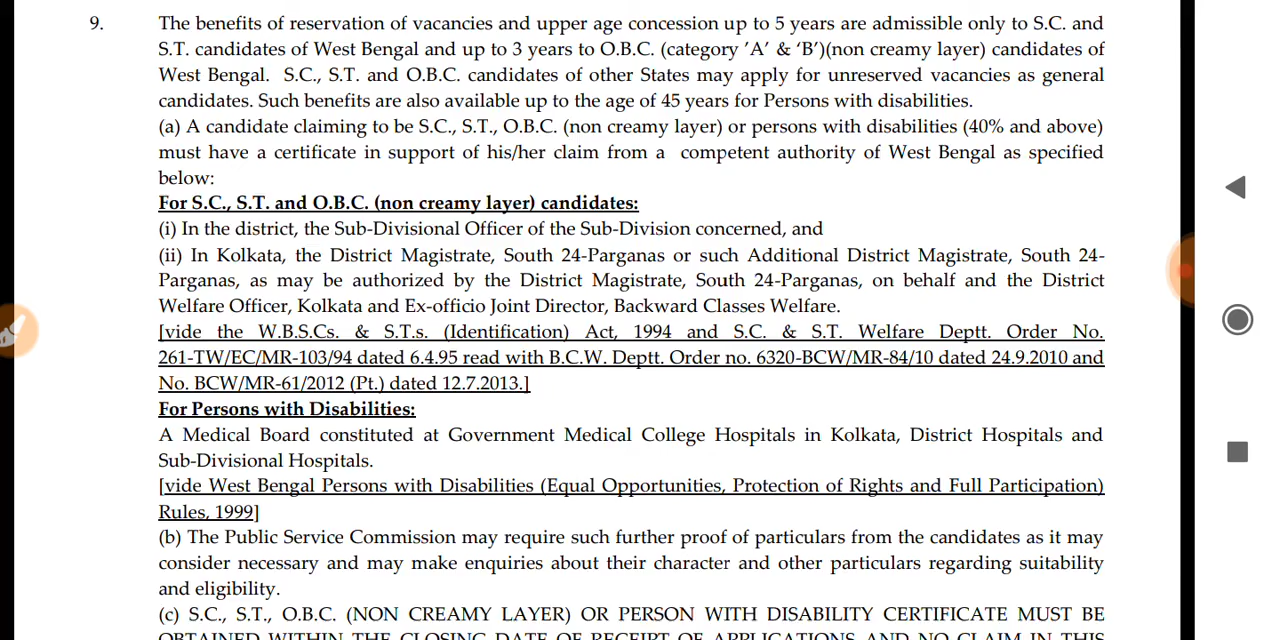 9. The benefits of reservation of vacancies and upper age concession up to 5 years are admissible only to S.C. and
S.T. candidates of West Bengal and up to 3 years to O.B.C. (category 'A' & 'B')(non creamy layer) candidates of
West Bengal. S.C., S.T. and O.B.C. candidates of other States may apply for unreserved vacancies as general
candidates. Such benefits are also available up to the age of 45 years for Persons with disabilities.
(a) A candidate claiming to be S.C., S.T., O.B.C. (non creamy layer) or persons with disabilities (40% and above)
must have a certificate in support of his/her claim from a competent authority of West Bengal as specified
below:
For S.C., S.T. and O.B.C. (non creamy layer) candidates:
(i) In the district, the Sub-Divisional Officer of the Sub-Division concerned, and
(ii) In Kolkata, the District Magistrate, South 24-Parganas or such Additional District Magistrate, South 24-
Parganas, as may be authorized by the District Magistrate, South 24-Parganas, on behalf and the District
Welfare Officer, Kolkata and Ex-officio Joint Director, Backward Classes Welfare.
[vide the W.B.S.Cs. & S.T.s. (Identification) Act, 1994 and S.C. & S.T. Welfare Deptt. Order No.
261-TW/EC/MR-103/94 dated 6.4.95 read with B.C.W. Deptt. Order no. 6320-BCW/MR-84/10 dated 24.9.2010 and
No. BCW/MR-61/2012 (Pt.) dated 12.7.2013.]
For Persons with Disabilities:
A Medical Board constituted at Government Medical College Hospitals in Kolkata, District Hospitals and
Sub-Divisional Hospitals.
[vide West Bengal Persons with Disabilities (Equal Opportunities, Protection of Rights and Full Participation)
Rules, 1999]
(b) The Public Service Commission may require such further proof of particulars from the candidates as it may
consider necessary and may make enquiries about their character and other particulars regarding suitability
and eligibility.
(c) S.C., S.T., O.B.C. (NON CREAMY LAYER) OR PERSON WITH DISABILITY CERTIFICATE MUST BE
OBTAINED WITHIN THE CLOSING DATE OF RECEIPT OF APPLICATIONS AND NO CLAIM IN THIS